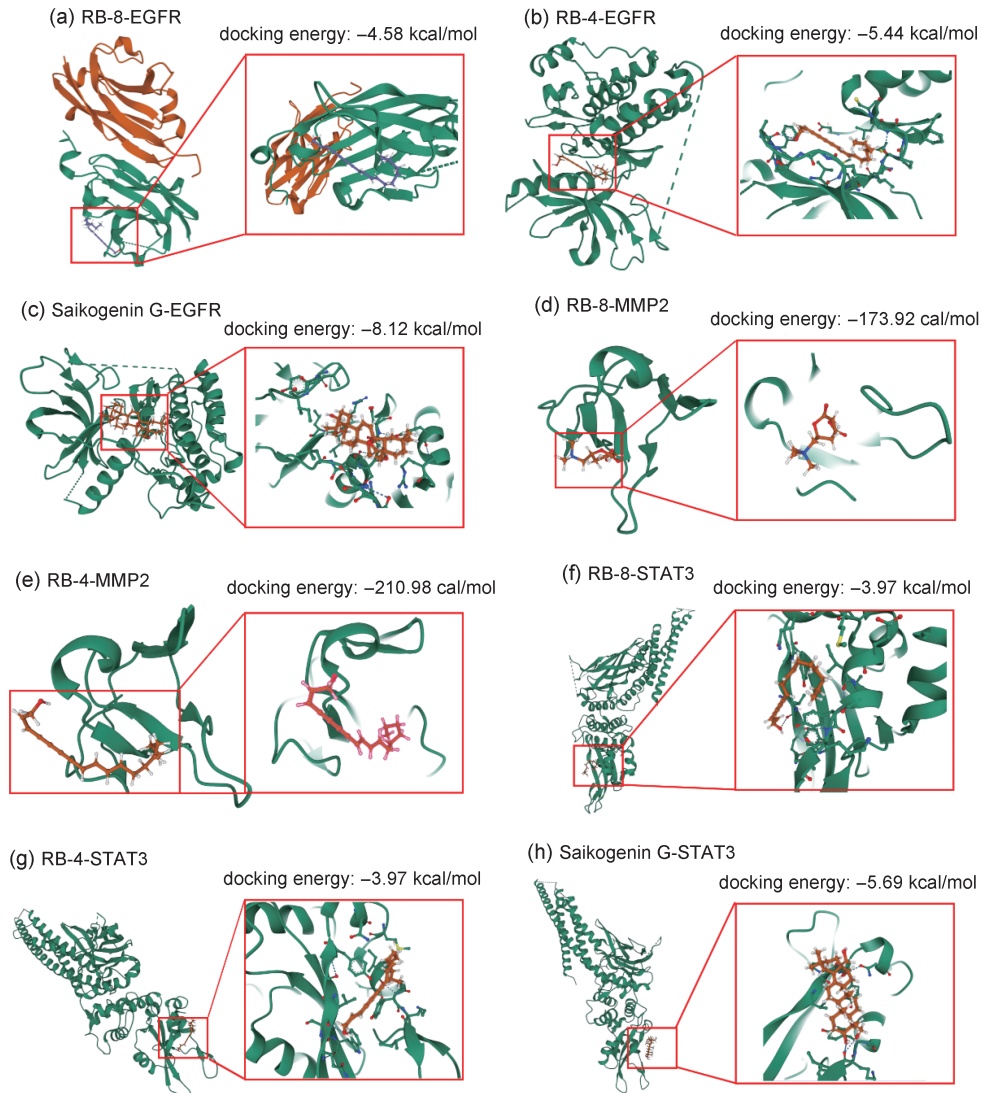 (a) RB-8-EGFR
docking energy: –4.58 kcal/mol
(b) RB-4-EGFR
docking energy: –5.44 kcal/mol
(c) Saikogenin G-EGFR
docking energy: –8.12 kcal/mol
(d) RB-8-MMP2
docking energy: –173.92 cal/mol
(e) RB-4-MMP2
docking energy: –210.98 cal/mol
(f) RB-8-STAT3
docking energy: –3.97 kcal/mol
(g) RB-4-STAT3
docking energy: –3.97 kcal/mol
(h) Saikogenin G-STAT3
docking energy: –5.69 kcal/mol